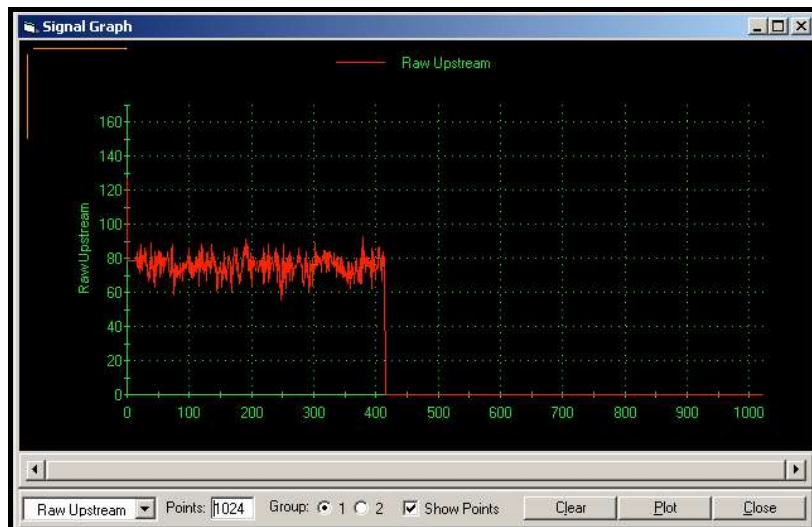 Signal Graph
Raw Upstream
160
140
120
100
80
60
40
20
0
Raw Upstream
0 100 200 300 400 500 600 700 800 900 1000
Raw Upstream Points: 1024 Group: 1 2 Show Points Clear Plot Close